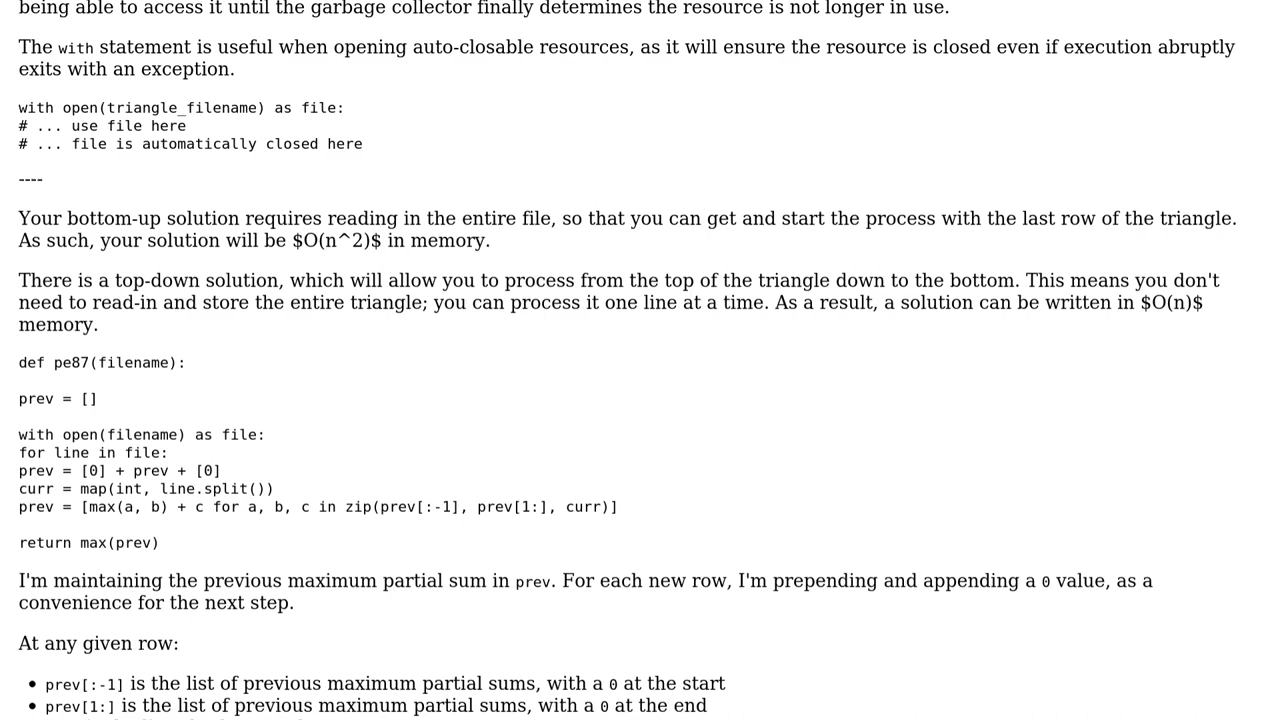 being able to access it until the garbage collector finally determines the resource is not longer in use.
The with statement is useful when opening auto-closable resources, as it will ensure the resource is closed even if execution abruptly
exits with an exception.
with open(triangle_filename) as file:
# ... use file here
# ... file is automatically closed here
----
Your bottom-up solution requires reading in the entire file, so that you can get and start the process with the last row of the triangle.
As such, your solution will be $O(n^2)$ in memory.
There is a top-down solution, which will allow you to process from the top of the triangle down to the bottom. This means you don't
need to read-in and store the entire triangle; you can process it one line at a time. As a result, a solution can be written in $O(n)$
memory.
def pe87(filename):
prev = []
with open(filename) as file:
for line in file:
prev = [0] + prev + [0]
curr = map(int, line.split())
prev = [max(a, b) + c for a, b, c in zip(prev[:-1], prev[1:], curr)]
return max(prev)
I'm maintaining the previous maximum partial sum in prev. For each new row, I'm prepending and appending a 0 value, as a
convenience for the next step.
At any given row:
• prev[:-1] is the list of previous maximum partial sums, with a 0 at the start
• prev[1:] is the list of previous maximum partial sums, with a 0 at the end